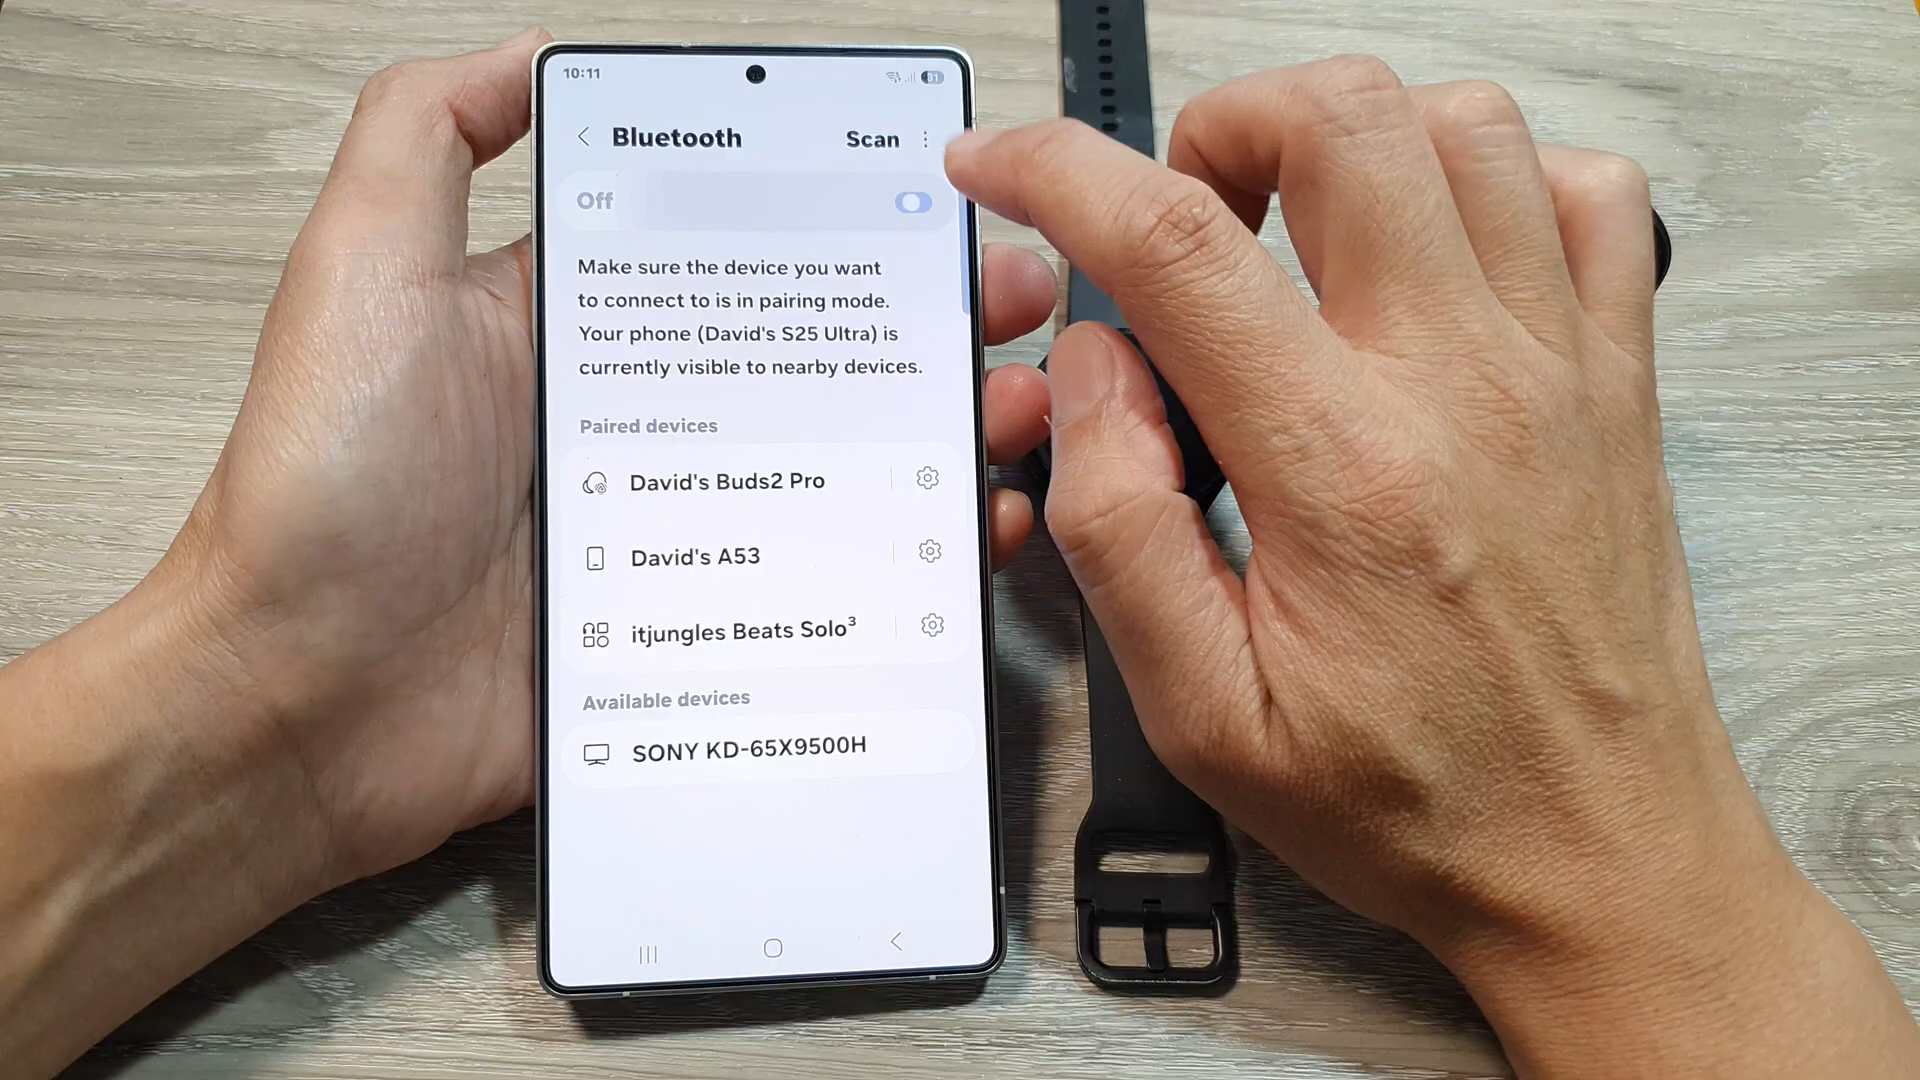 10:11
81
Bluetooth
Scan
Off
Make sure the device you want
to connect to is in pairing mode.
Your phone (David's S25 Ultra) is
currently visible to nearby devices.
Paired devices
David's Buds2 Pro
David's A53
itjungles Beats Solo³
Available devices
SONY KD-65X9500H